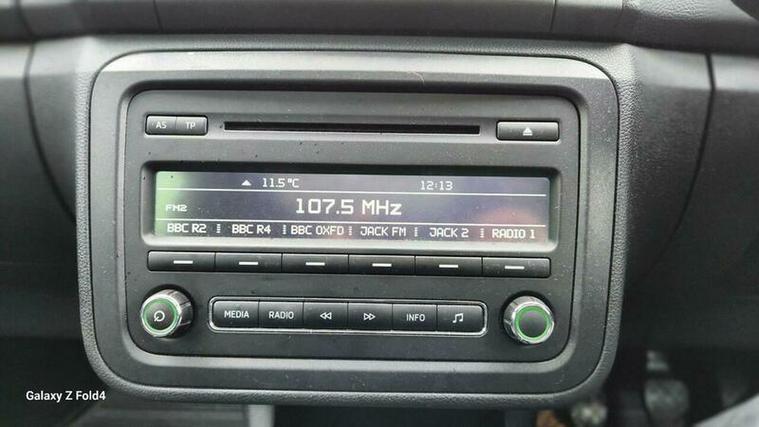 AS TP
11.5°C 12:13
FM2 107.5 MHz
BBC R2 BBC R4 BBC OXFD JACK FM JACK 2 RADIO 1
MEDIA RADIO INFO
Galaxy Z Fold4